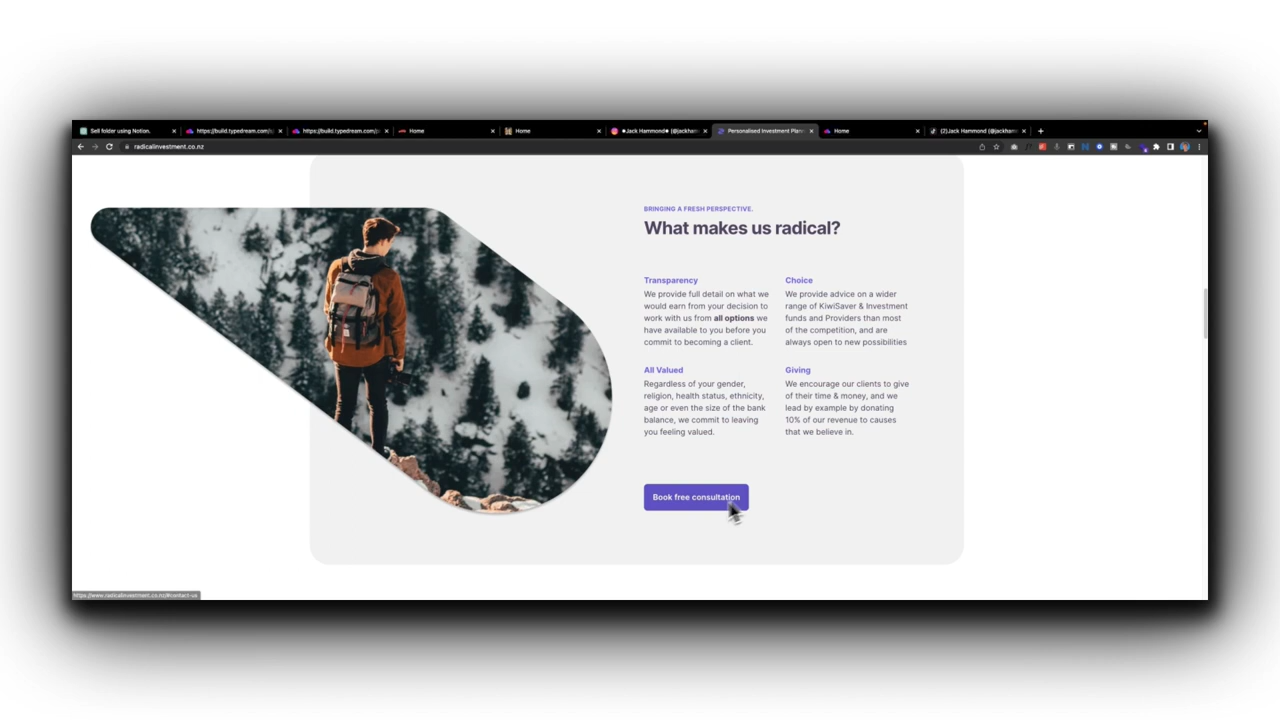 Sell folder using Notion.
https://build.typedream.com/
https://build.typedream.com/
Home
Home
Jack Hammond
Personalised Investment Plan
Home
(2) Jack Hammond (@jackham
radicalinvestment.co.nz
BRINGING A FRESH PERSPECTIVE.
What makes us radical?
Transparency
We provide full detail on what we
would earn from your decision to
work with us from all options we
have available to you before you
commit to becoming a client.
Choice
We provide advice on a wider
range of KiwiSaver & Investment
funds and Providers than most
of the competition, and are
always open to new possibilities
All Valued
Regardless of your gender,
religion, health status, ethnicity,
age or even the size of the bank
balance, we commit to leaving
you feeling valued.
Giving
We encourage our clients to give
of their time & money, and we
lead by example by donating
10% of our revenue to causes
that we believe in.
Book free consultation
https://www.radicalinvestment.co.nz/#contact-us